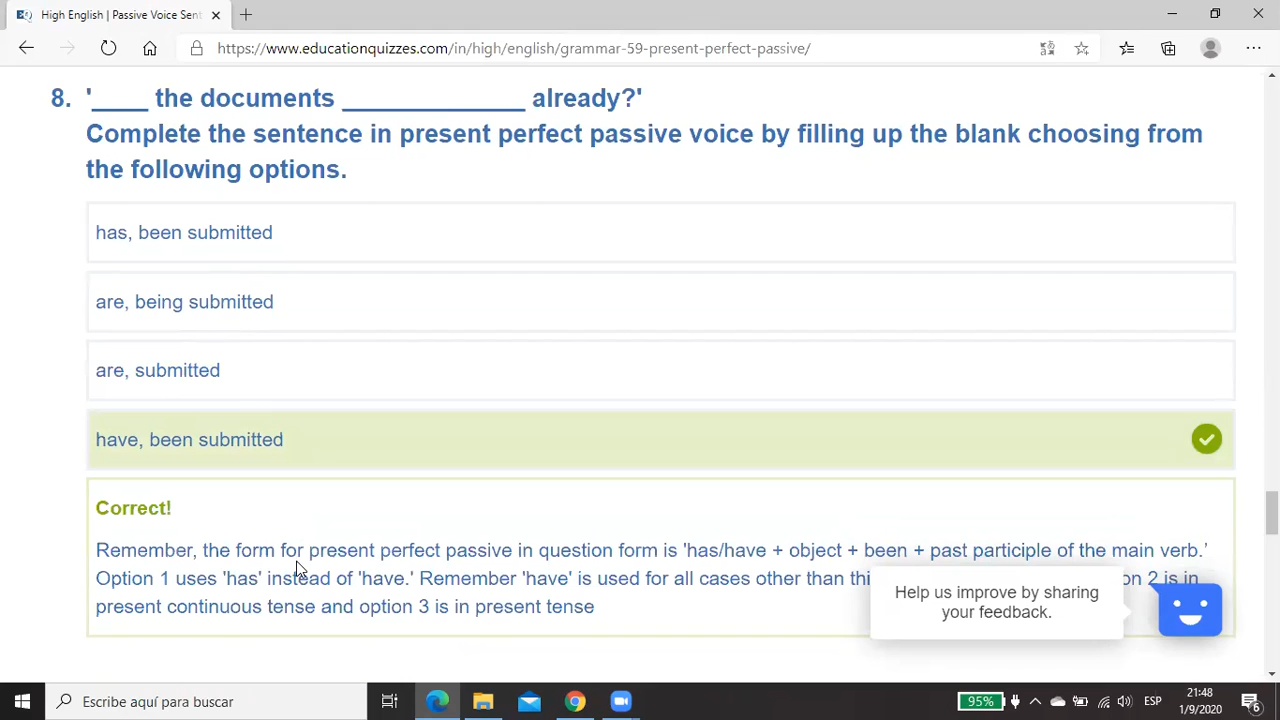 High English | Passive Voice Sent
https://www.educationquizzes.com/in/high/english/grammar-59-present-perfect-passive/
8. '____ the documents _____________ already?'
Complete the sentence in present perfect passive voice by filling up the blank choosing from
the following options.
has, been submitted
are, being submitted
are, submitted
have, been submitted
Correct!
Remember, the form for present perfect passive in question form is 'has/have + object + been + past participle of the main verb.’
Option 1 uses 'has' instead of 'have.' Remember 'have' is used for all cases other than thi on 2 is in
present continuous tense and option 3 is in present tense
Help us improve by sharing
your feedback.
Escribe aquí para buscar
95%
ESP
21:48
1/9/2020
6